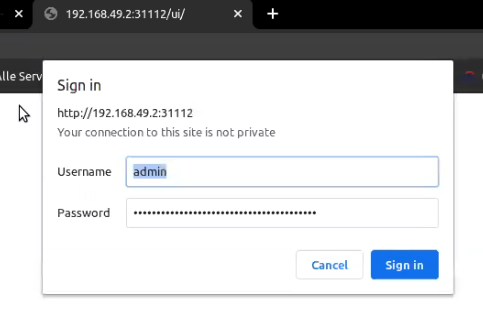 192.168.49.2:31112/ui/
Alle Serv
Sign in
http://192.168.49.2:31112
Your connection to this site is not private
Username admin
Password ••••••••••••••••••••••••••••••••••••••••
Cancel Sign in